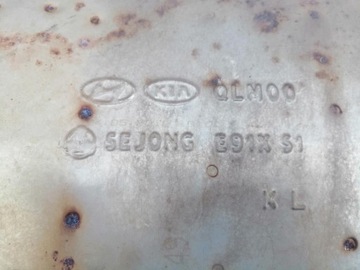 KIA QLM00
SEJONG E91X S1
K L